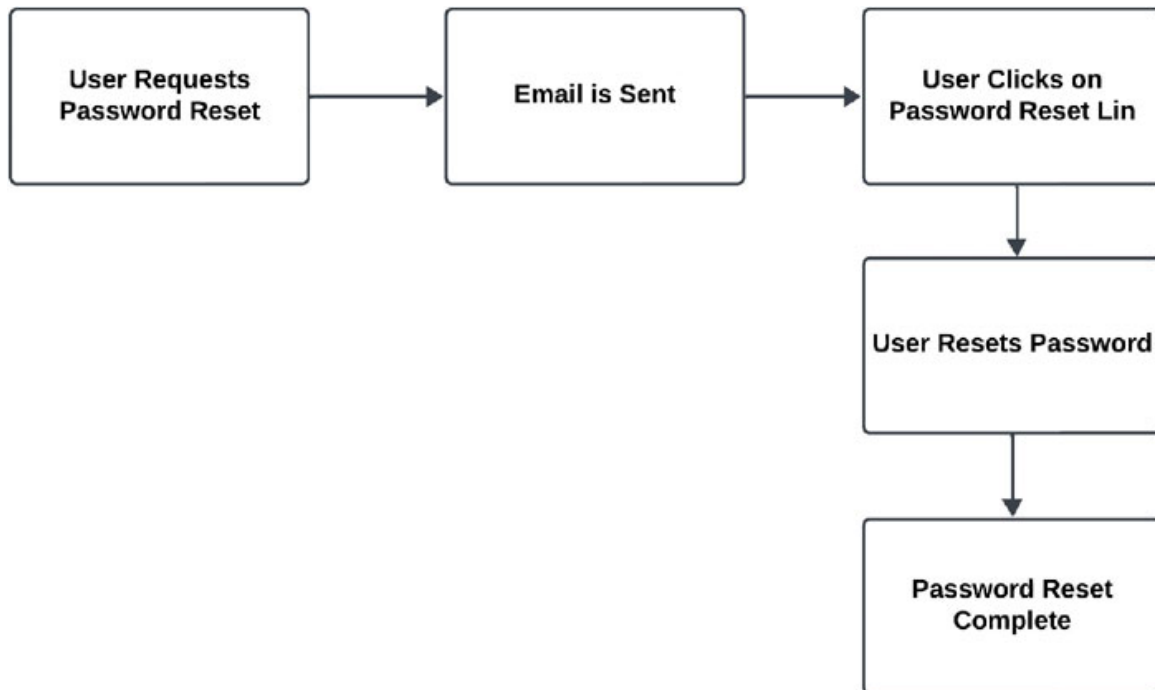 User Requests
Password Reset
Email is Sent
User Clicks on
Password Reset Lin
User Resets Password
Password Reset
Complete